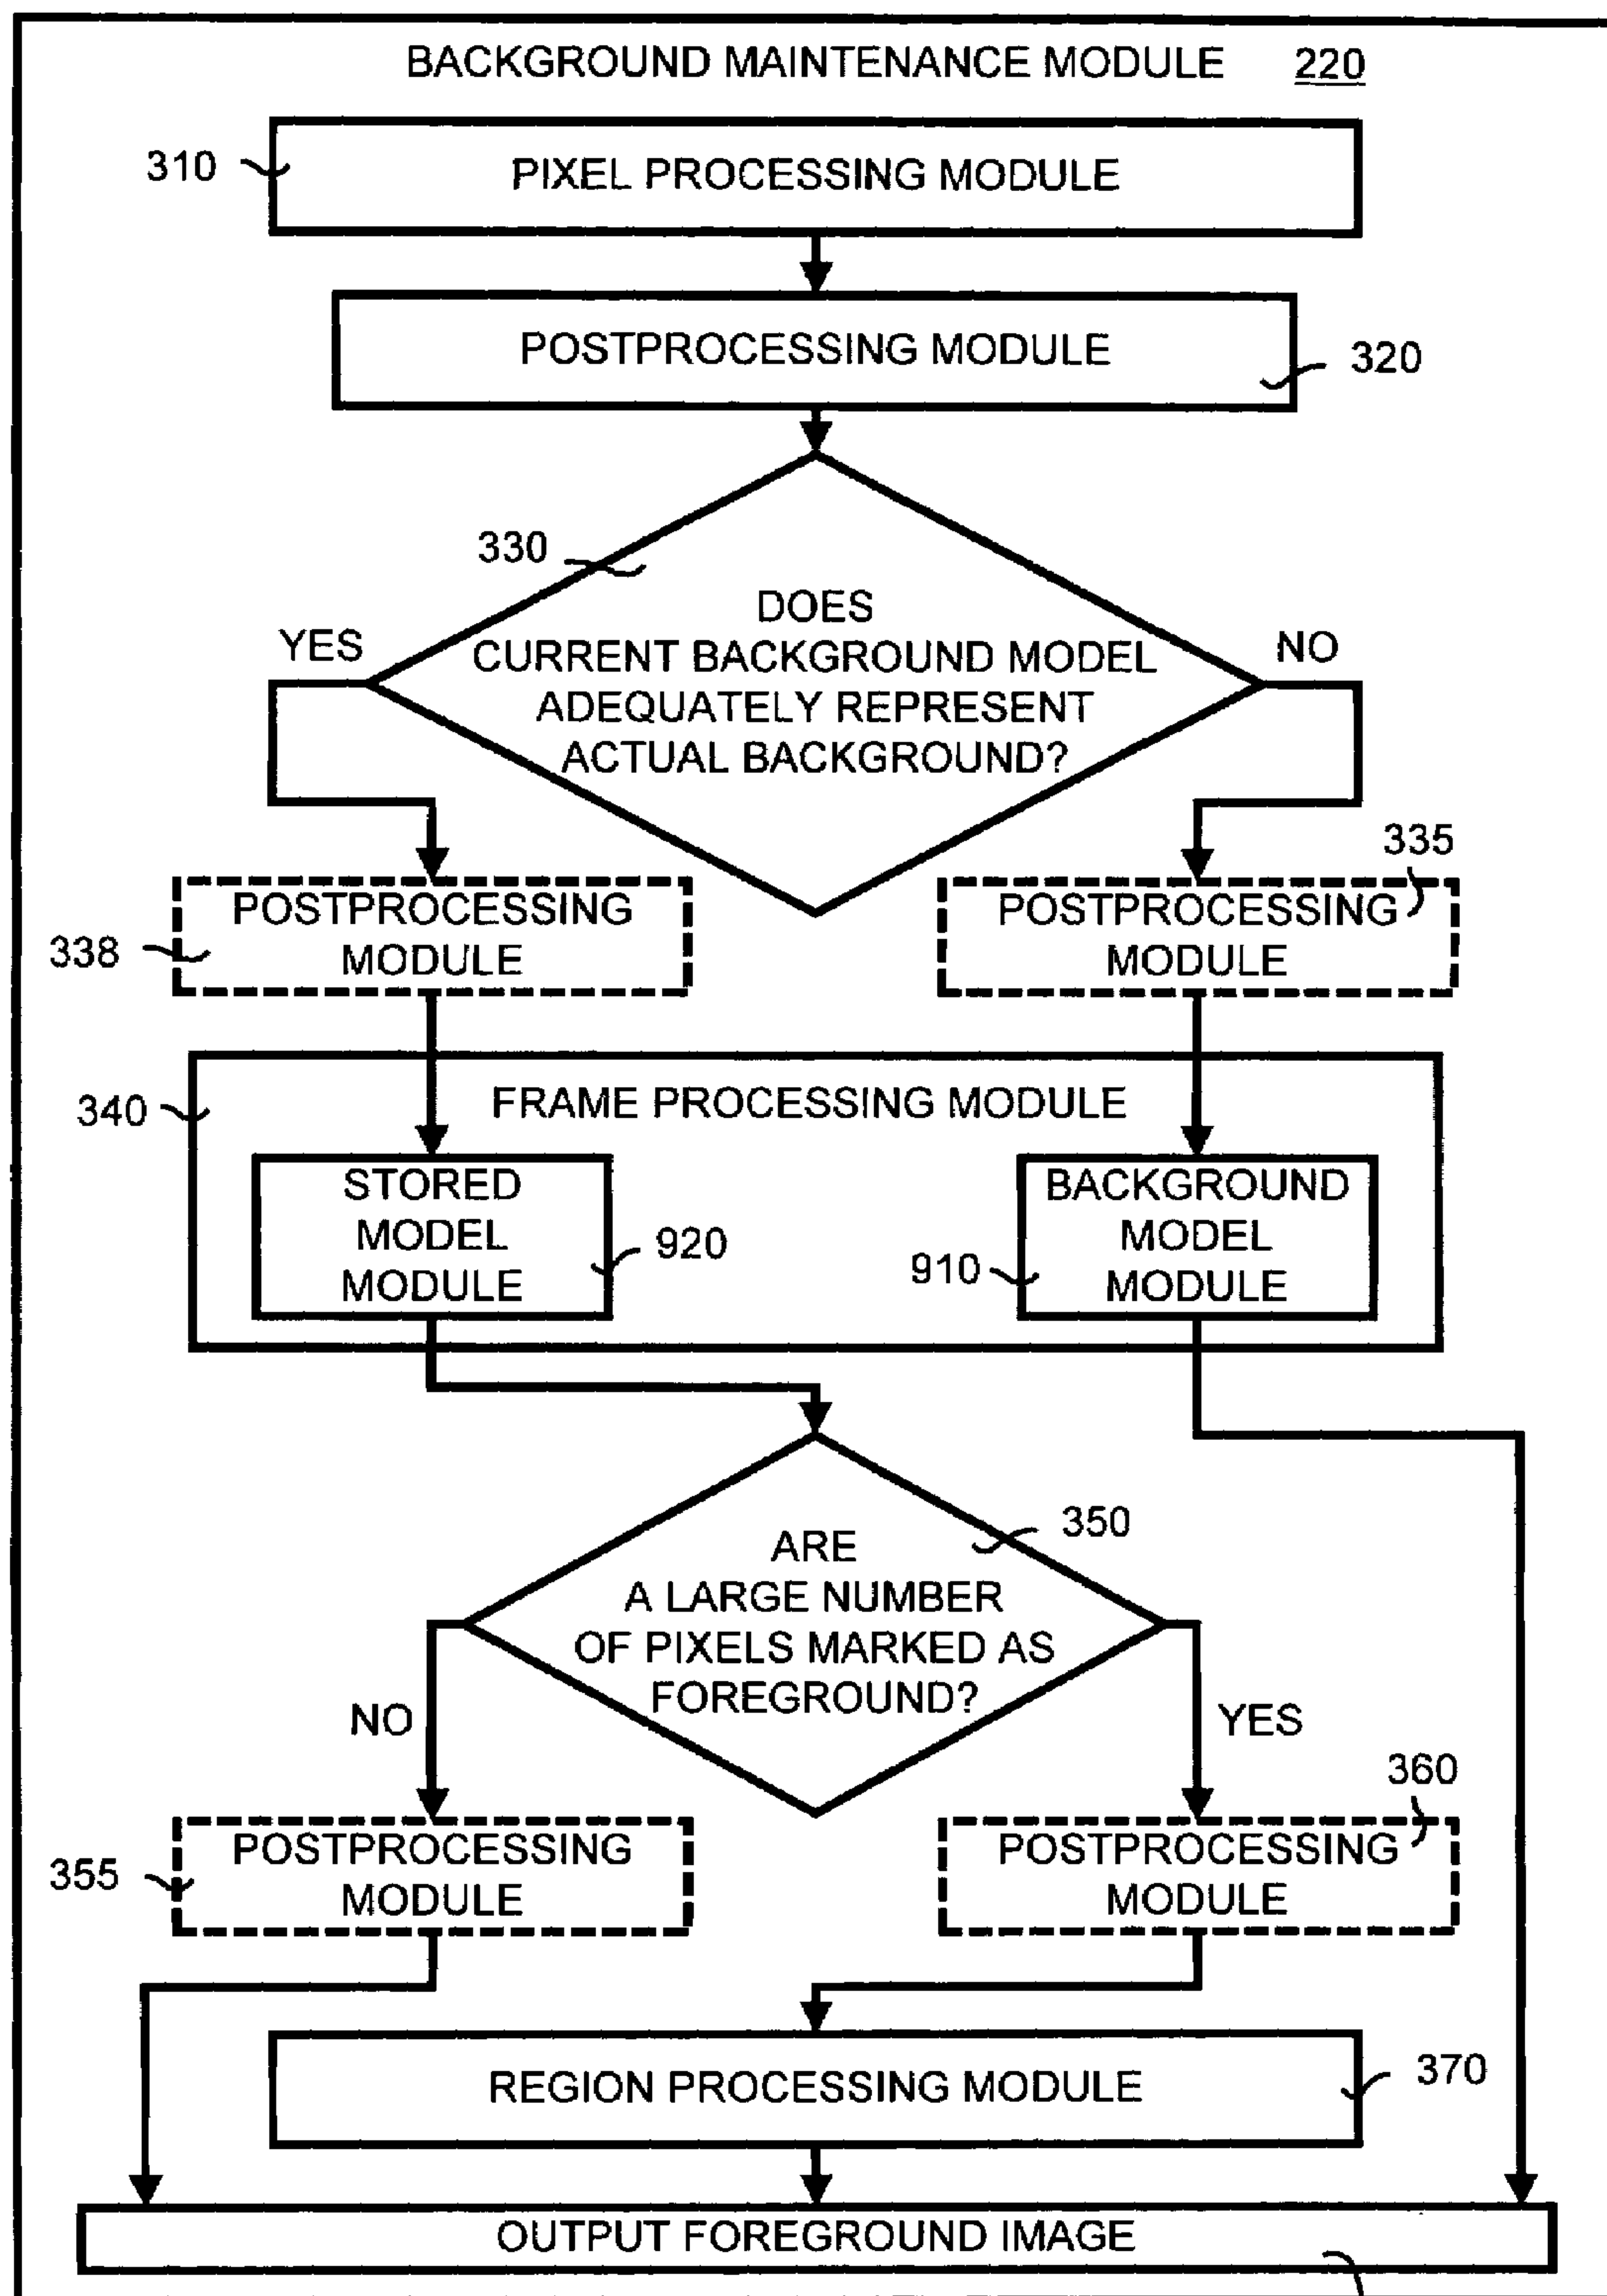 BACKGROUND MAINTENANCE MODULE 220
310
PIXEL PROCESSING MODULE
POSTPROCESSING MODULE
320
330
DOES
CURRENT BACKGROUND MODEL
ADEQUATELY REPRESENT
ACTUAL BACKGROUND?
YES
NO
335
POSTPROCESSING
MODULE
338
POSTPROCESSING
MODULE
340
FRAME PROCESSING MODULE
STORED
MODEL
MODULE
920
910
BACKGROUND
MODEL
MODULE
350
ARE
A LARGE NUMBER
OF PIXELS MARKED AS
FOREGROUND?
NO
YES
360
POSTPROCESSING
MODULE
355
POSTPROCESSING
MODULE
REGION PROCESSING MODULE
370
OUTPUT FOREGROUND IMAGE